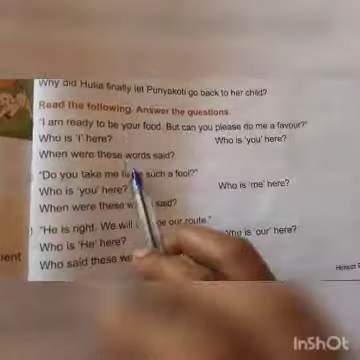 Why did Hulia finally let Punyakoti go back to her child?
Read the following. Answer the questions.
"I am ready to be your food. But can you please do me a favour?"
Who is 'I' here? Who is 'you' here?
When were these words said?
"Do you take me such a fool?"
Who is 'you' here? Who is 'me' here?
When were these said?
"He is right. We will our route."
Who is 'He' here? Who is 'our' here?
Who said these
InShOt